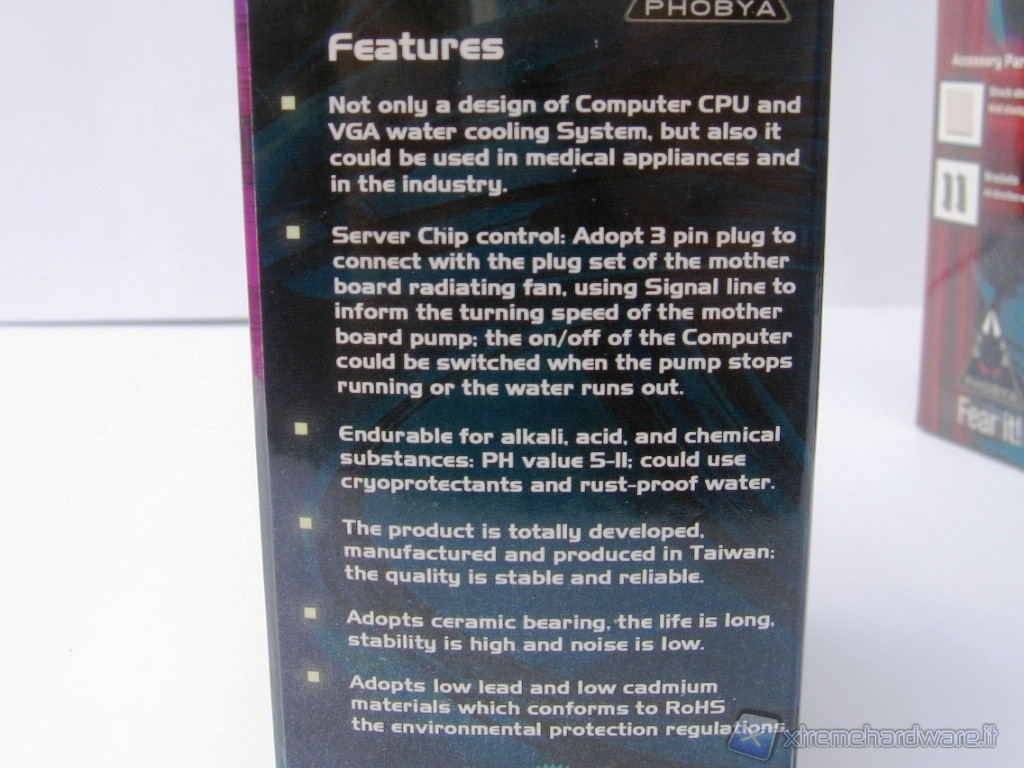 PHOBYA
Features
Not only a design of Computer CPU and
VGA water cooling System, but also it
could be used in medical appliances and
in the industry.
Server Chip control: Adopt 3 pin plug to
connect with the plug set of the mother
board radiating fan, using Signal line to
inform the turning speed of the mother
board pump; the on/off of the Computer
could be switched when the pump stops
running or the water runs out.
Endurable for alkali, acid, and chemical
substances: PH value 5-11; could use
cryoprotectants and rust-proof water.
The product is totally developed,
manufactured and produced in Taiwan;
the quality is stable and reliable.
Adopts ceramic bearing, the life is long,
stability is high and noise is low.
Adopts low lead and low cadmium
materials which conforms to RoHS
the environmental protection regulations.
Accessory Par
Brackets
PHOBYA
Fear it!
xtremehardware.it